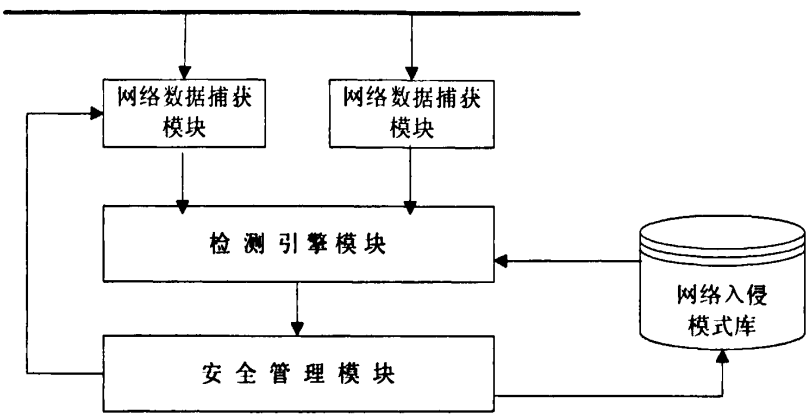 网络数据捕获
模块
网络数据捕获
模块
检测引擎模块
网络入侵
模式库
安全管理模块